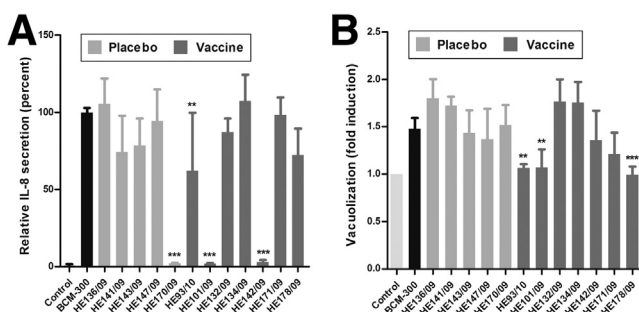 A
Placebo
Vaccine
Relative IL-8 secretion (percent)
150
100
50
0
**
***
***
***
Control
BCM-300
HE136/09
HE141/09
HE143/09
HE147/09
HE170/09
HE93/10
HE101/09
HE132/09
HE134/09
HE142/09
HE171/09
HE178/09
B
Placebo
Vaccine
Vacuolization (fold induction)
2.5
2.0
1.5
1.0
0.5
0.0
**
**
***
Control
BCM-300
HE136/09
HE141/09
HE143/09
HE147/09
HE170/09
HE93/10
HE101/09
HE132/09
HE134/09
HE142/09
HE171/09
HE178/09